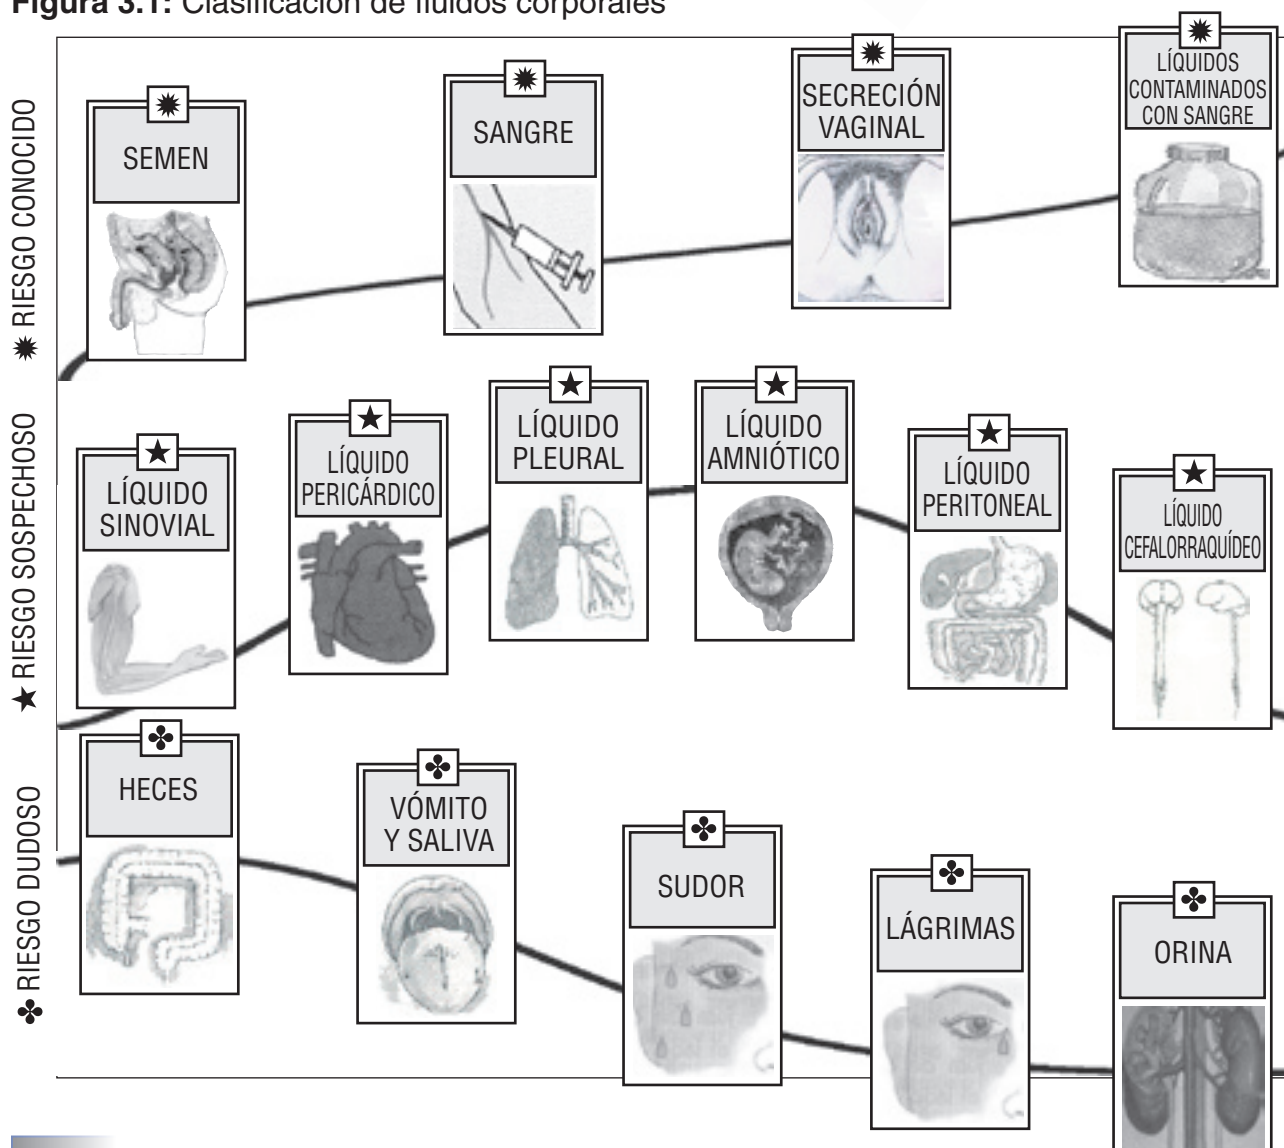 Figura 3.1: Clasificación de fluidos corporales
RIESGO CONOCIDO
SEMEN
SANGRE
SECRECIÓN
VAGINAL
LÍQUIDOS
CONTAMINADOS
CON SANGRE
RIESGO SOSPECHOSO
LÍQUIDO
SINOVIAL
LÍQUIDO
PERICÁRDICO
LÍQUIDO
PLEURAL
LÍQUIDO
AMNIÓTICO
LÍQUIDO
PERITONEAL
LÍQUIDO
CEFALORRAQUÍDEO
RIESGO DUDOSO
HECES
VÓMITO
Y SALIVA
SUDOR
LÁGRIMAS
ORINA